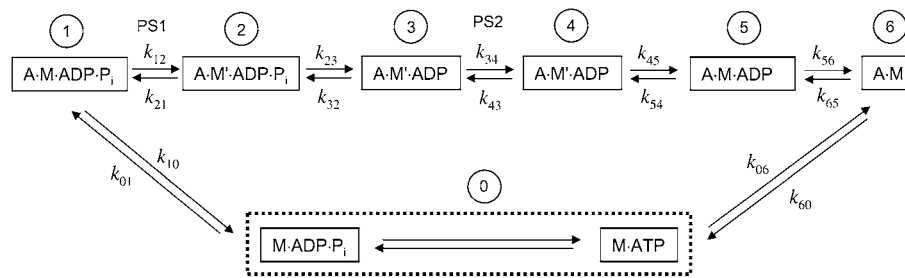 1 PS1 2 3 PS2 4 5 6
k₁₂ k₂₃ k₃₄ k₄₅ k₅₆
A·M·ADP·Pᵢ A·M'·ADP·Pᵢ A·M'·ADP A·M'·ADP A·M·ADP A·M
k₂₁ k₃₂ k₄₃ k₅₄ k₆₅
k₀₁ k₁₀ k₀₆ k₆₀
0
M·ADP·Pᵢ M·ATP